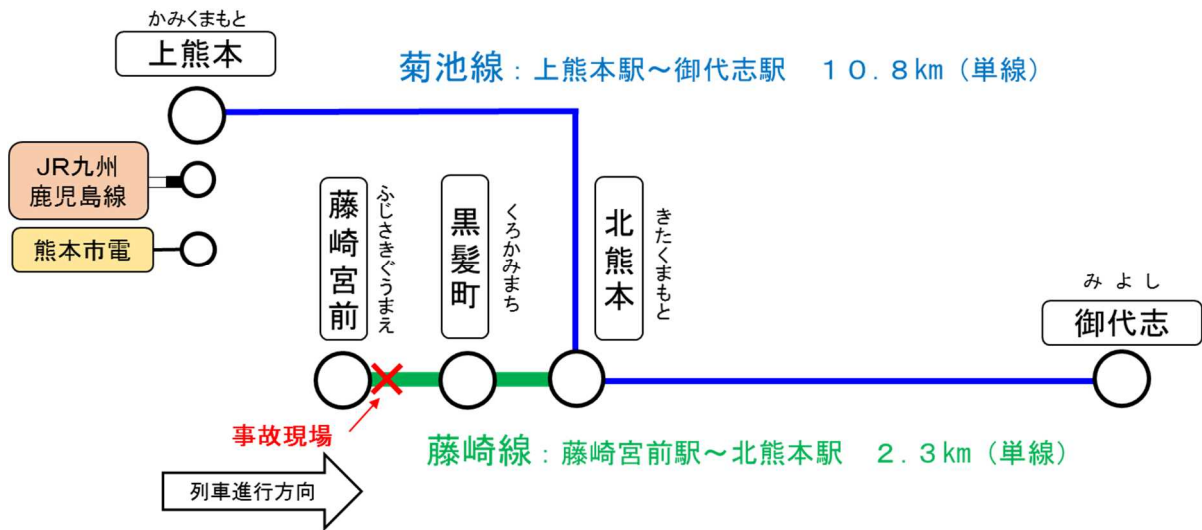 かみくまもと
上熊本
菊池線：上熊本駅～御代志駅　１０．８㎞（単線）
JR九州
鹿児島線
熊本市電
藤崎宮前
ふじさきぐうまえ
黒髪町
くろかみまち
北熊本
きたくまもと
みよし
御代志
事故現場
藤崎線：藤崎宮前駅～北熊本駅　２．３㎞（単線）
列車進行方向